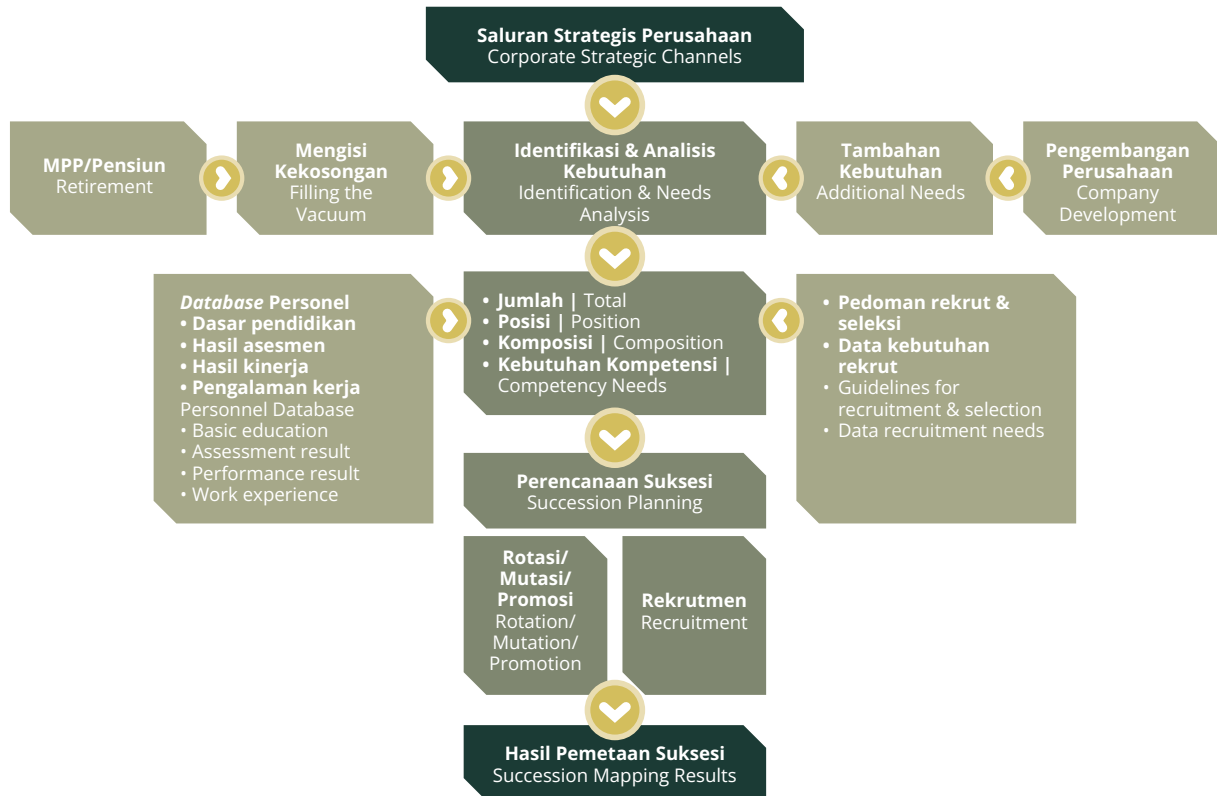 Saluran Strategis Perusahaan
Corporate Strategic Channels
MPP/Pensiun
Retirement
Mengisi
Kekosongan
Filling the
Vacuum
Identifikasi & Analisis
Kebutuhan
Identification & Needs
Analysis
Tambahan
Kebutuhan
Additional Needs
Pengembangan
Perusahaan
Company
Development
Database Personel
• Dasar pendidikan
• Hasil asesmen
• Hasil kinerja
• Pengalaman kerja
Personnel Database
• Basic education
• Assessment result
• Performance result
• Work experience
• Jumlah | Total
• Posisi | Position
• Komposisi | Composition
• Kebutuhan Kompetensi |
Competency Needs
• Pedoman rekrut &
seleksi
• Data kebutuhan
rekrut
• Guidelines for
recruitment & selection
• Data recruitment needs
Perencanaan Suksesi
Succession Planning
Rotasi/
Mutasi/
Promosi
Rotation/
Mutation/
Promotion
Rekrutmen
Recruitment
Hasil Pemetaan Suksesi
Succession Mapping Results